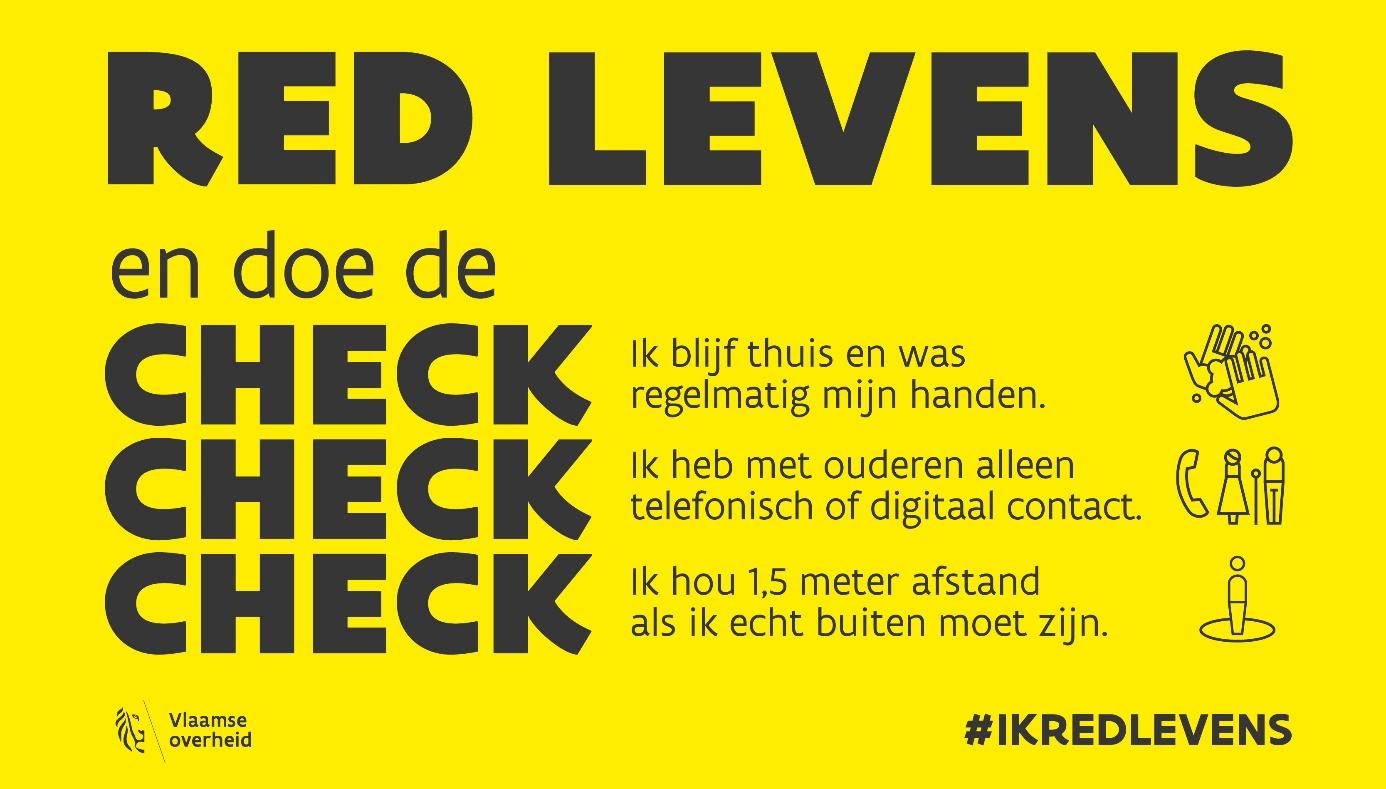 RED LEVENS
en doe de
CHECK
Ik blijf thuis en was
regelmatig mijn handen.
CHECK
Ik heb met ouderen alleen
telefonisch of digitaal contact.
CHECK
Ik hou 1,5 meter afstand
als ik echt buiten moet zijn.
Vlaamse
overheid
#IKREDLEVENS